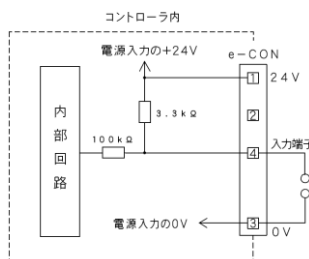 コントローラ内
電源入力の+24V
e-CON
1 24V
3.3kΩ
2
内部回路
100kΩ
4 入力端子
電源入力の0V
3 0V